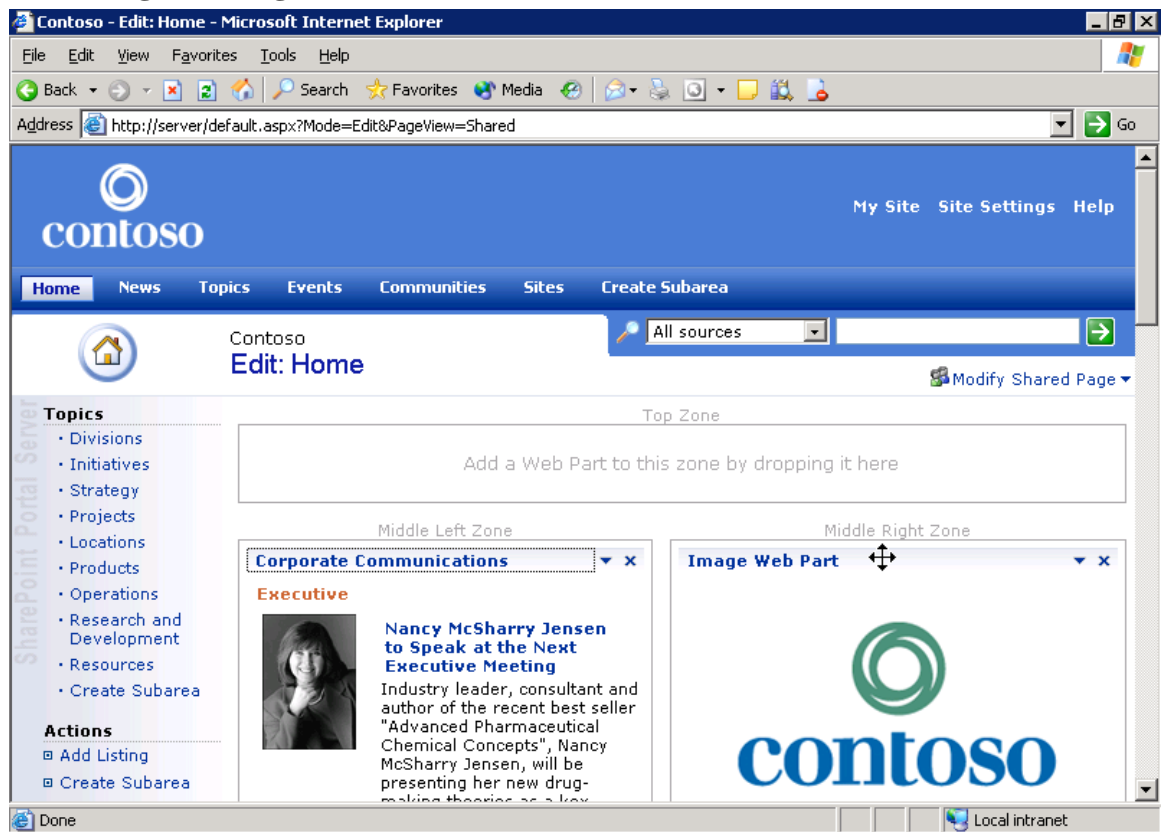 Contoso - Edit: Home - Microsoft Internet Explorer
File Edit View Favorites Tools Help
Back Search Favorites Media
Address http://server/default.aspx?Mode=Edit&PageView=Shared Go
contoso
My Site Site Settings Help
Home News Topics Events Communities Sites Create Subarea
Contoso
Edit: Home
All sources
Modify Shared Page
SharePoint Portal Server
Topics
· Divisions
· Initiatives
· Strategy
· Projects
· Locations
· Products
· Operations
· Research and
Development
· Resources
· Create Subarea
Actions
Add Listing
Create Subarea
Top Zone
Add a Web Part to this zone by dropping it here
Middle Left Zone
Corporate Communications
Executive
Nancy McSharry Jensen
to Speak at the Next
Executive Meeting
Industry leader, consultant and
author of the recent best seller
"Advanced Pharmaceutical
Chemical Concepts", Nancy
McSharry Jensen, will be
presenting her new drug-
making theories as a key
Middle Right Zone
Image Web Part
contoso
Done
Local intranet